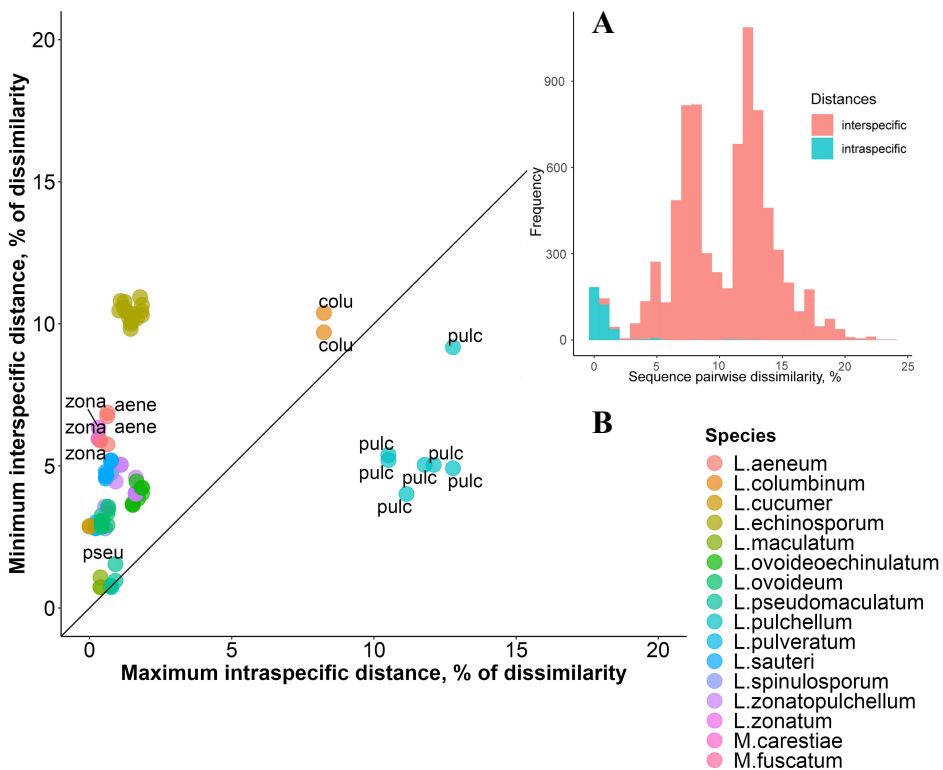 Minimum interspecific distance, % of dissimilarity
20
15
10
5
0
0
5
10
15
20
Maximum intraspecific distance, % of dissimilarity
colu
colu
pulc
zona
aene
zona
aene
zona
pulc
pulc
pulc
pulc
pulc
pulc
pseu
A
Frequency
900
600
300
0
0
5
10
15
20
25
Sequence pairwise dissimilarity, %
Distances
interspecific
intraspecific
B
Species
L.aeneum
L.columbinum
L.cucumer
L.echinosporum
L.maculatum
L.ovoideoechinulatum
L.ovoideum
L.pseudomaculatum
L.pulchellum
L.pulveratum
L.sauteri
L.spinulosporum
L.zonatopulchellum
L.zonatum
M.carestiae
M.fuscatum